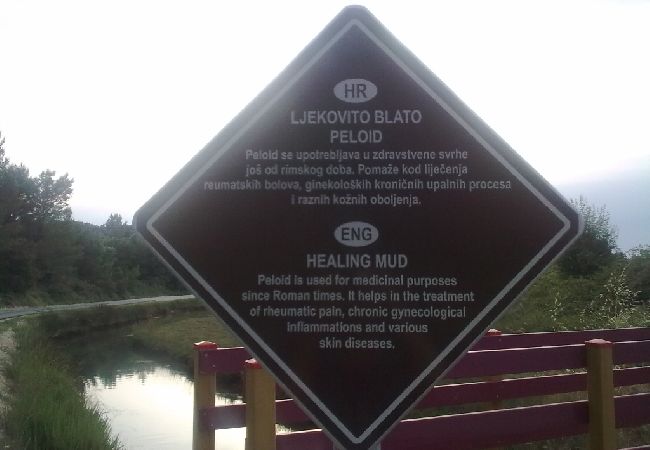 HR
LJEKOVITO BLATO
PELOID
Peloid se upotrebljava u zdravstvene svrhe
još od rimskog doba. Pomaže kod liječenja
reumatskih bolova, ginekoloških kroničnih upalnih procesa
i raznih kožnih oboljenja.
ENG
HEALING MUD
Peloid is used for medicinal purposes
since Roman times. It helps in the treatment
of rheumatic pain, chronic gynecological
inflammations and various
skin diseases.